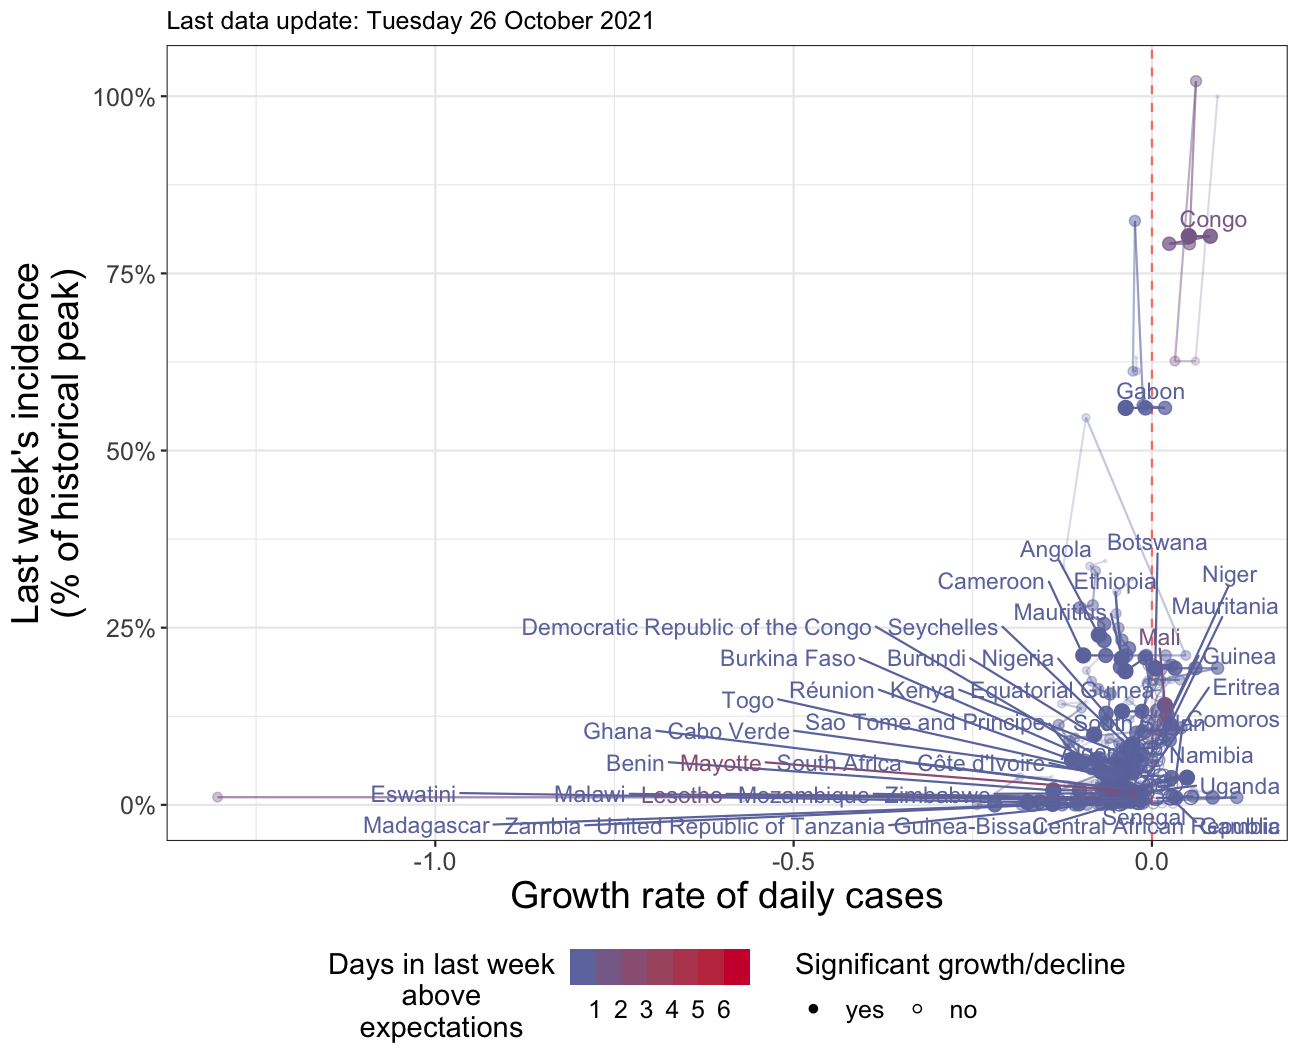 Last data update: Tuesday 26 October 2021
Last week's incidence
(% of historical peak)
100%
75%
50%
25%
0%
Congo
Gabon
Angola
Botswana
Cameroon
Ethiopia
Niger
Mauritius
Mauritania
Democratic Republic of the Congo
Seychelles
Mali
Burkina Faso
Burundi
Nigeria
Guinea
Réunion
Kenya
Equatorial Guinea
Eritrea
Togo
Sao Tome and Principe
South Sudan
Comoros
Ghana
Cabo Verde
Benin
Mayotte
South Africa
Côte d'Ivoire
Namibia
Eswatini
Malawi
Lesotho
Mozambique
Zimbabwe
Uganda
Madagascar
Zambia
United Republic of Tanzania
Guinea-Bissau
Senegal
Central African Republic
Gambia
-1.0
-0.5
0.0
Growth rate of daily cases
Days in last week
above
expectations
1 2 3 4 5 6
Significant growth/decline
yes
no